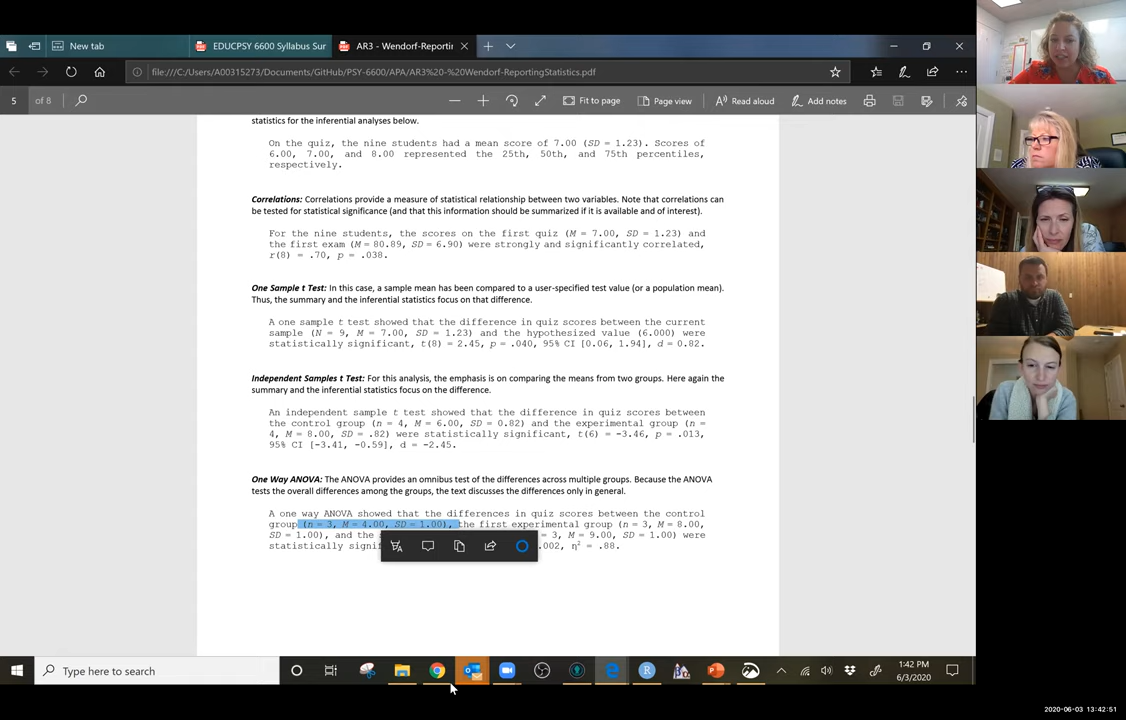 New tab
EDUCPSY 6600 Syllabus Sur
AR3 - Wendorf-Reportin
file:///C:/Users/A00315273/Documents/GitHub/PSY-6600/APA/AR3%20-%20Wendorf-ReportingStatistics.pdf
5 of 8
Fit to page
Page view
Read aloud
Add notes
statistics for the inferential analyses below.
On the quiz, the nine students had a mean score of 7.00 (SD = 1.23). Scores of
6.00, 7.00, and 8.00 represented the 25th, 50th, and 75th percentiles,
respectively.
Correlations: Correlations provide a measure of statistical relationship between two variables. Note that correlations can
be tested for statistical significance (and that this information should be summarized if it is available and of interest).
For the nine students, the scores on the first quiz (M = 7.00, SD = 1.23) and
the first exam (M = 80.89, SD = 6.90) were strongly and significantly correlated,
r(8) = .70, p = .038.
One Sample t Test: In this case, a sample mean has been compared to a user-specified test value (or a population mean).
Thus, the summary and the inferential statistics focus on that difference.
A one sample t test showed that the difference in quiz scores between the current
sample (N = 9, M = 7.00, SD = 1.23) and the hypothesized value (6.000) were
statistically significant, t(8) = 2.45, p = .040, 95% CI [0.06, 1.94], d = 0.82.
Independent Samples t Test: For this analysis, the emphasis is on comparing the means from two groups. Here again the
summary and the inferential statistics focus on the difference.
An independent sample t test showed that the difference in quiz scores between
the control group (n = 4, M = 6.00, SD = 0.82) and the experimental group (n =
4, M = 8.00, SD = .82) were statistically significant, t(6) = -3.46, p = .013,
95% CI [-3.41, -0.59], d = -2.45.
One Way ANOVA: The ANOVA provides an omnibus test of the differences across multiple groups. Because the ANOVA
tests the overall differences among the groups, the text discusses the differences only in general.
A one way ANOVA showed that the differences in quiz scores between the control
group (n = 3, M = 4.00, SD = 1.00), the first experimental group (n = 3, M = 8.00,
SD = 1.00), and the = 3, M = 9.00, SD = 1.00) were
statistically signif .002, η² = .88.
Type here to search
1:42 PM
6/3/2020
2020-06-03 13:42:51